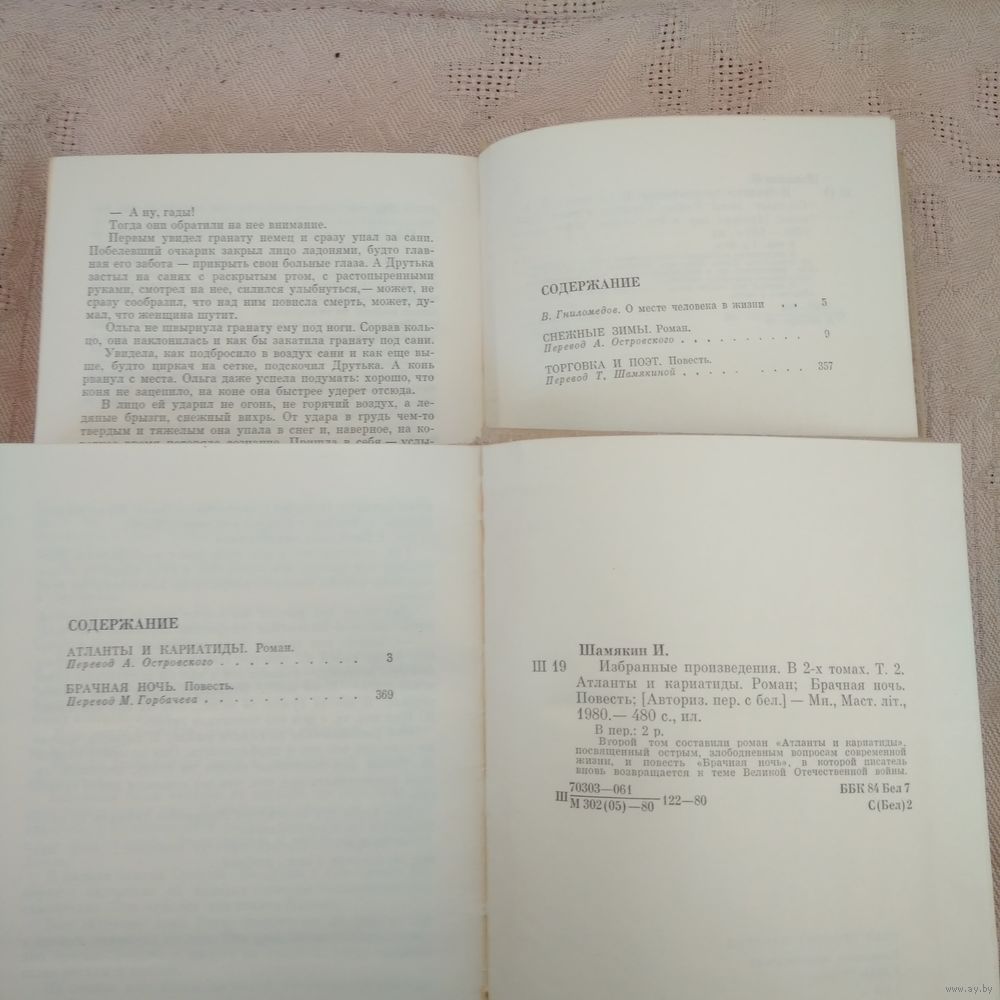 — А ну, гады!
Тогда они обратили на нее внимание.
Первым увидел гранату немец и сразу упал за сани.
Побелевший очкарик закрыл лицо ладонями, будто глав-
ная его забота — прикрыть свои больные глаза. А Друтька
застыл на санях с раскрытым ртом, с растопыренными
руками, смотрел на нее, силился улыбнуться,— может, не
сразу сообразил, что над ним повисла смерть, может, ду-
мал, что женщина шутит.
Ольга не швырнула гранату ему под ноги. Сорвав коль-
цо, она наклонилась и как бы закатила гранату под сани.
Увидела, как подбросило в воздух сани и как еще вы-
ше, будто циркач на сетке, подскочил Друтька. А конь
рванул с места. Ольга даже успела подумать: хорошо, что
коня не зацепило, на коне она быстрее удерет отсюда.
В лицо ей ударил не огонь, не горячий воздух, а ле-
дяные брызги, снежный вихрь. От удара в грудь чем-то
твердым и тяжелым она упала в снег и, наверное, на ко-
время потеряла сознание. Пришла в себя — услы-
СОДЕРЖАНИЕ
В. Гниломедов. О месте человека в жизни . . 5
СНЕЖНЫЕ ЗИМЫ. Роман.
Перевод А. Островского . . . . . . . . . . 9
ТОРГОВКА И ПОЭТ. Повесть.
Перевод Т. Шамякиной . . . . . . . . . 357
СОДЕРЖАНИЕ
АТЛАНТЫ И КАРИАТИДЫ. Роман.
Перевод А. Островского . . . . . . . . . . 3
БРАЧНАЯ НОЧЬ. Повесть.
Перевод М. Горбачева . . . . . . . . . . . 369
Шамякин И.
Ш 19 Избранные произведения. В 2-х томах. Т. 2.
Атланты и кариатиды. Роман; Брачная ночь.
Повесть; [Авториз. пер. с бел.] — Мн., Маст. літ.,
1980.— 480 с., ил.
В пер.: 2 р.
Второй том составили роман «Атланты и кариатиды»,
посвященный острым, злободневным вопросам современной
жизни, и повесть «Брачная ночь», в которой писатель
вновь возвращается к теме Великой Отечественной войны.
Ш 70303—061
М 302(05)—80 122—80
ББК 84 Бел 7
С(Бел)2
www.ay.by